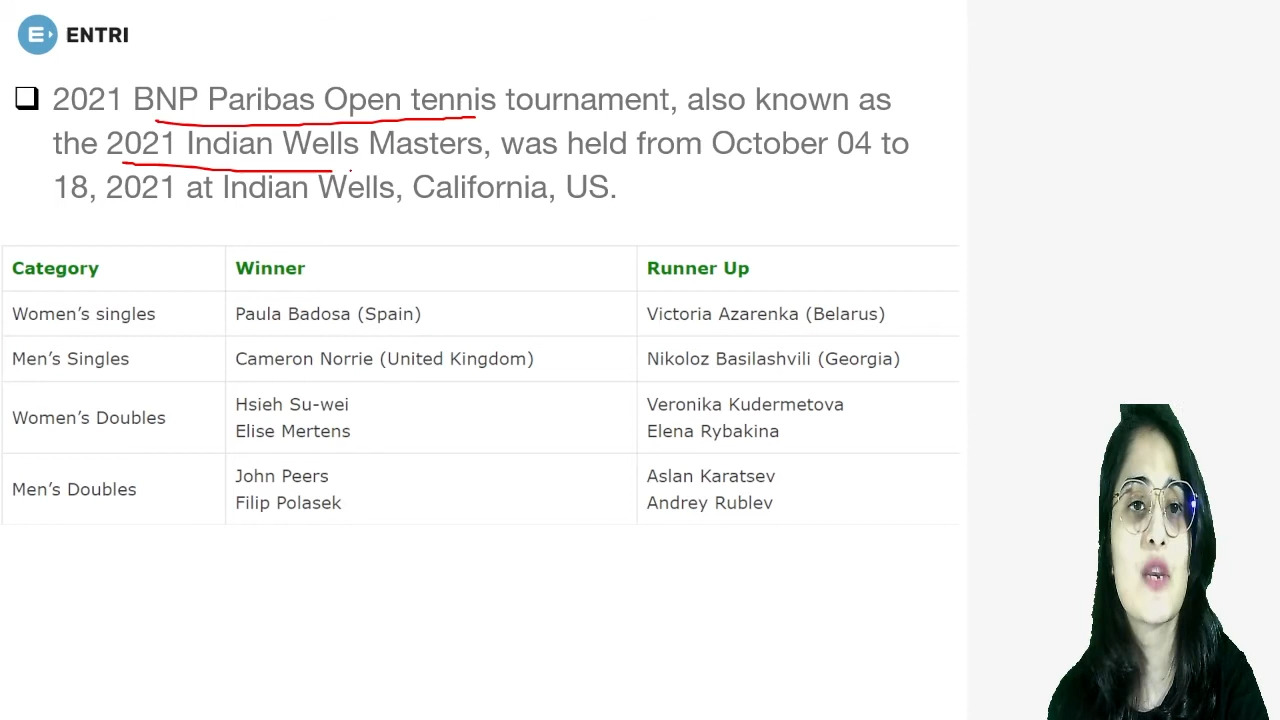 ENTRI
2021 BNP Paribas Open tennis tournament, also known as
the 2021 Indian Wells Masters, was held from October 04 to
18, 2021 at Indian Wells, California, US.
Category Winner Runner Up
Women’s singles Paula Badosa (Spain) Victoria Azarenka (Belarus)
Men’s Singles Cameron Norrie (United Kingdom) Nikoloz Basilashvili (Georgia)
Women’s Doubles Hsieh Su-wei Veronika Kudermetova
Elise Mertens Elena Rybakina
Men’s Doubles John Peers Aslan Karatsev
Filip Polasek Andrey Rublev